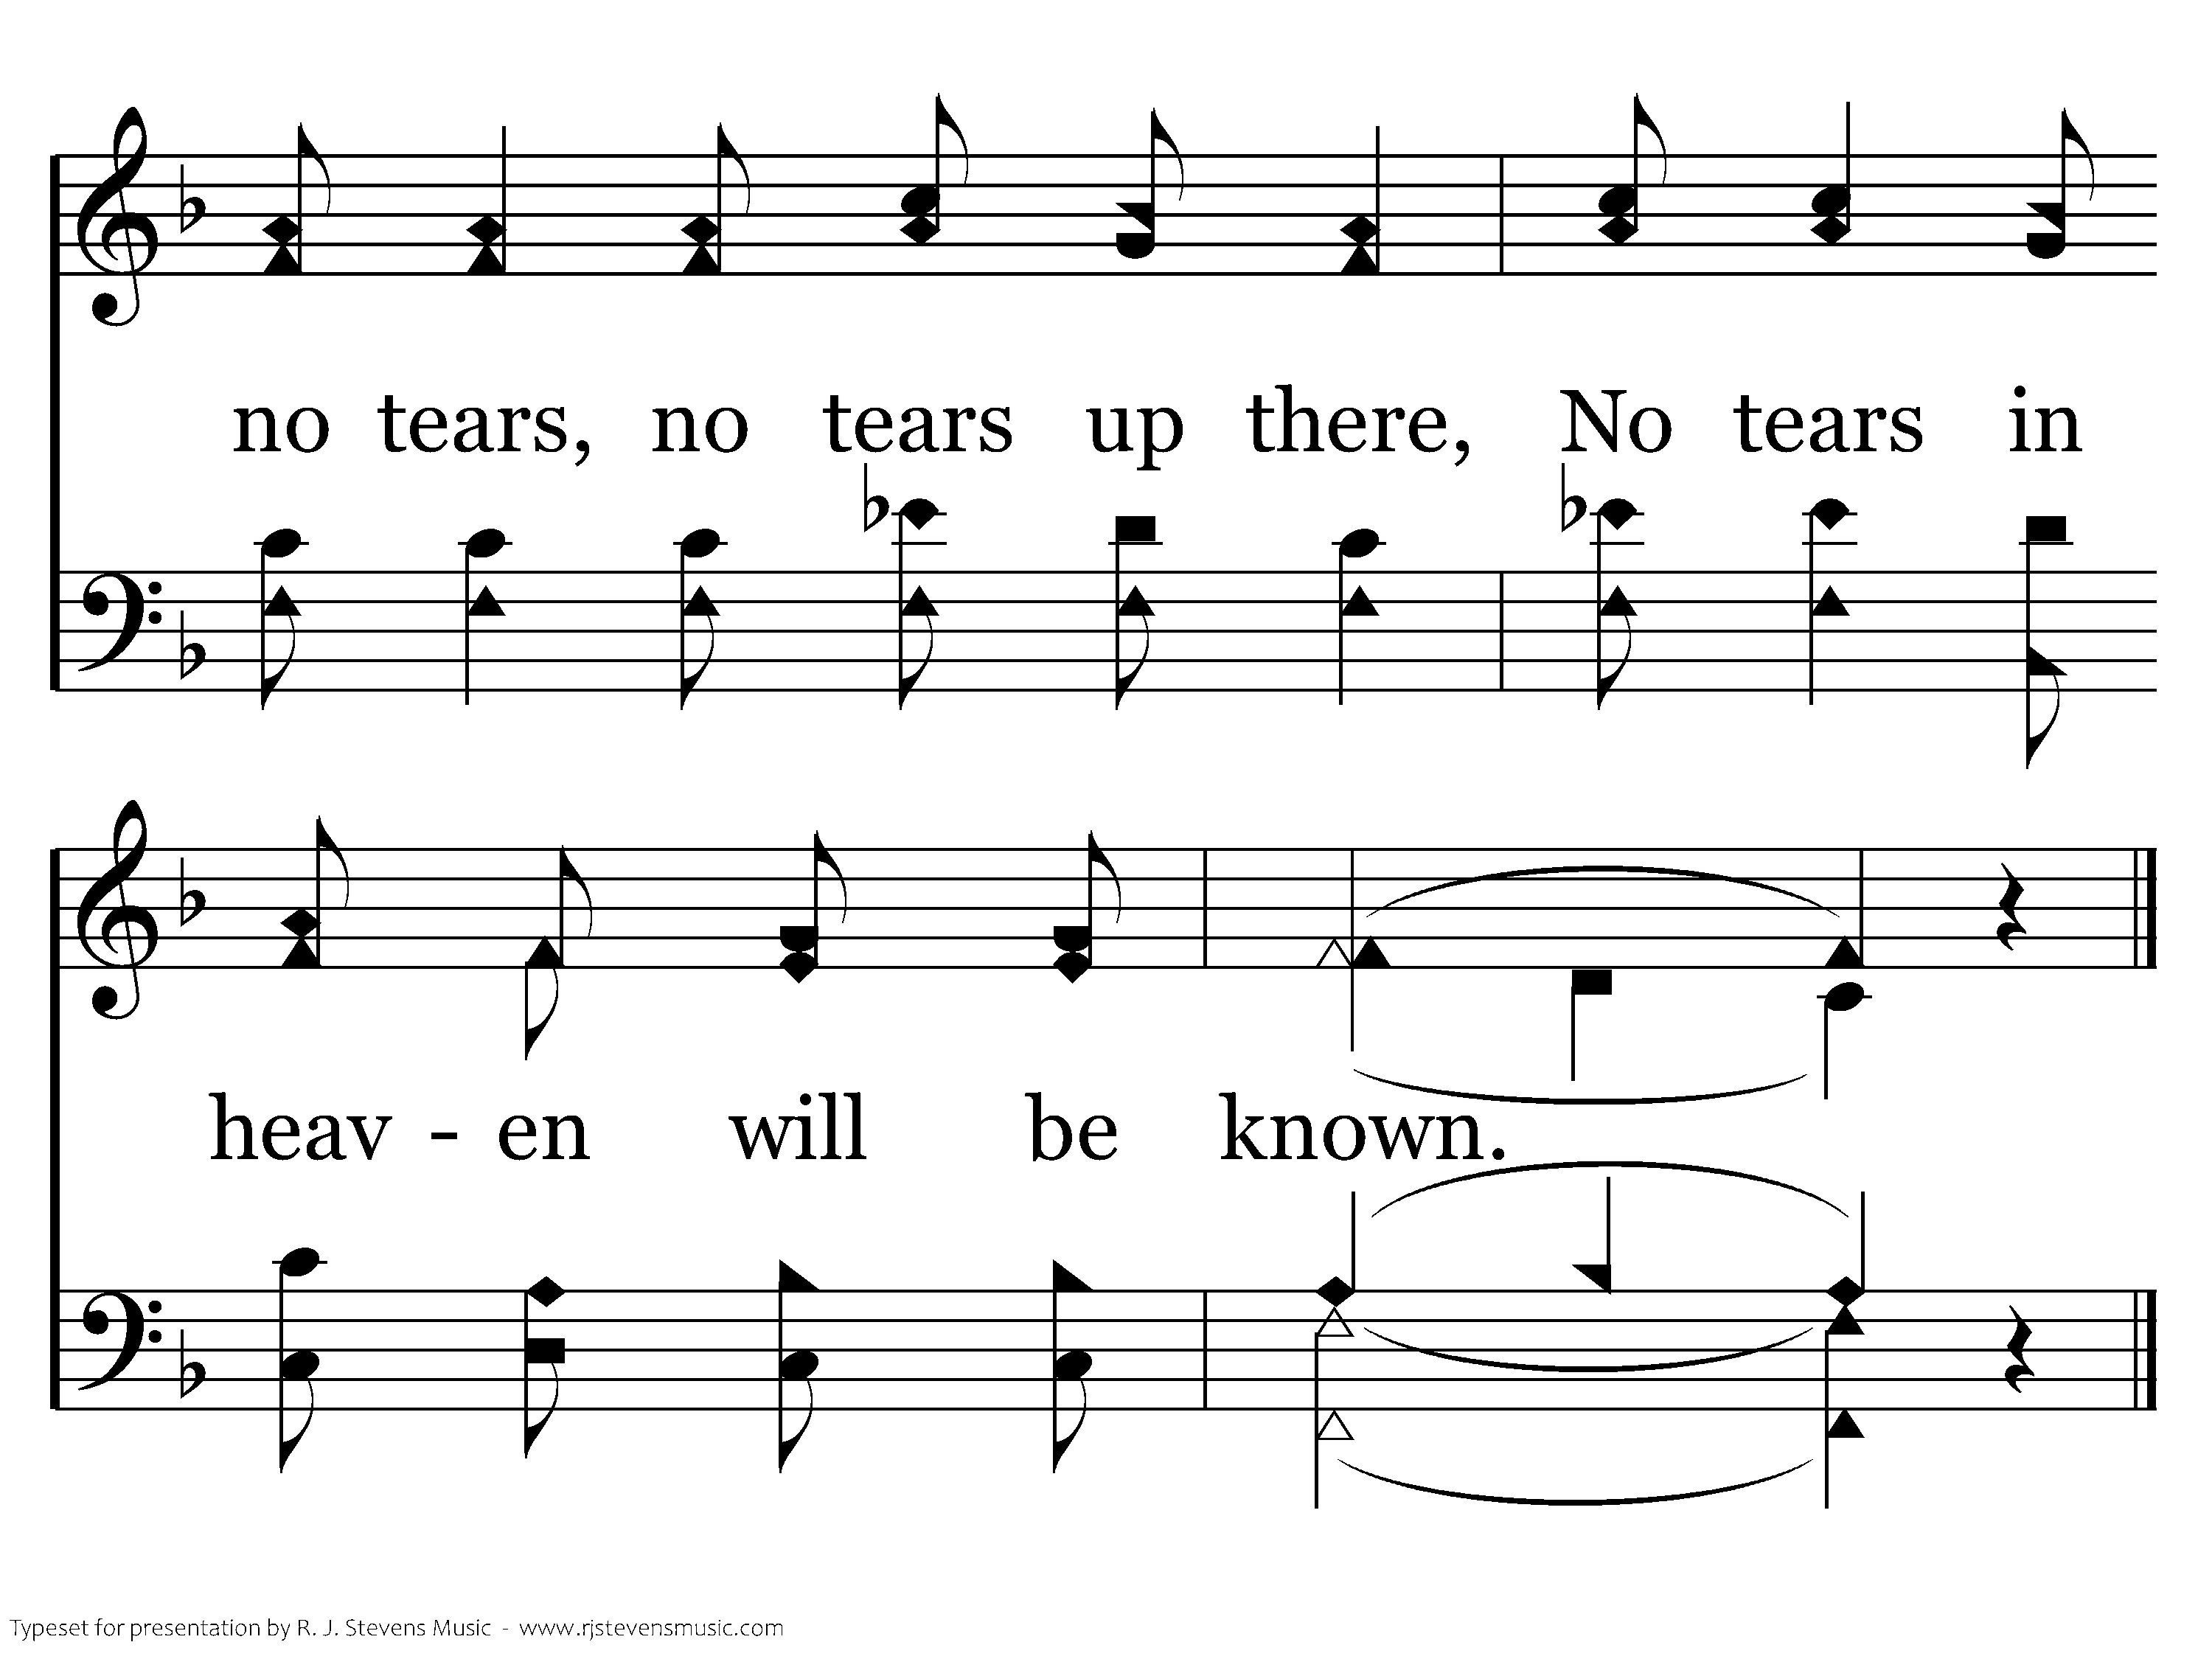 no tears, no tears up there, No tears in
heav - en will be known.
Typeset for presentation by R. J. Stevens Music - www.rjstevensmusic.com